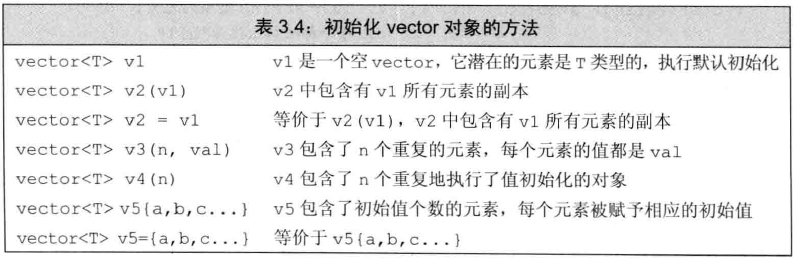 表 3.4：初始化 vector 对象的方法
vector<T> v1 v1 是一个空 vector，它潜在的元素是 T 类型的，执行默认初始化
vector<T> v2(v1) v2 中包含有 v1 所有元素的副本
vector<T> v2 = v1 等价于 v2(v1)，v2 中包含有 v1 所有元素的副本
vector<T> v3(n, val) v3 包含了 n 个重复的元素，每个元素的值都是 val
vector<T> v4(n) v4 包含了 n 个重复地执行了值初始化的对象
vector<T> v5{a,b,c...} v5 包含了初始值个数的元素，每个元素被赋予相应的初始值
vector<T> v5={a,b,c...} 等价于 v5{a,b,c...}